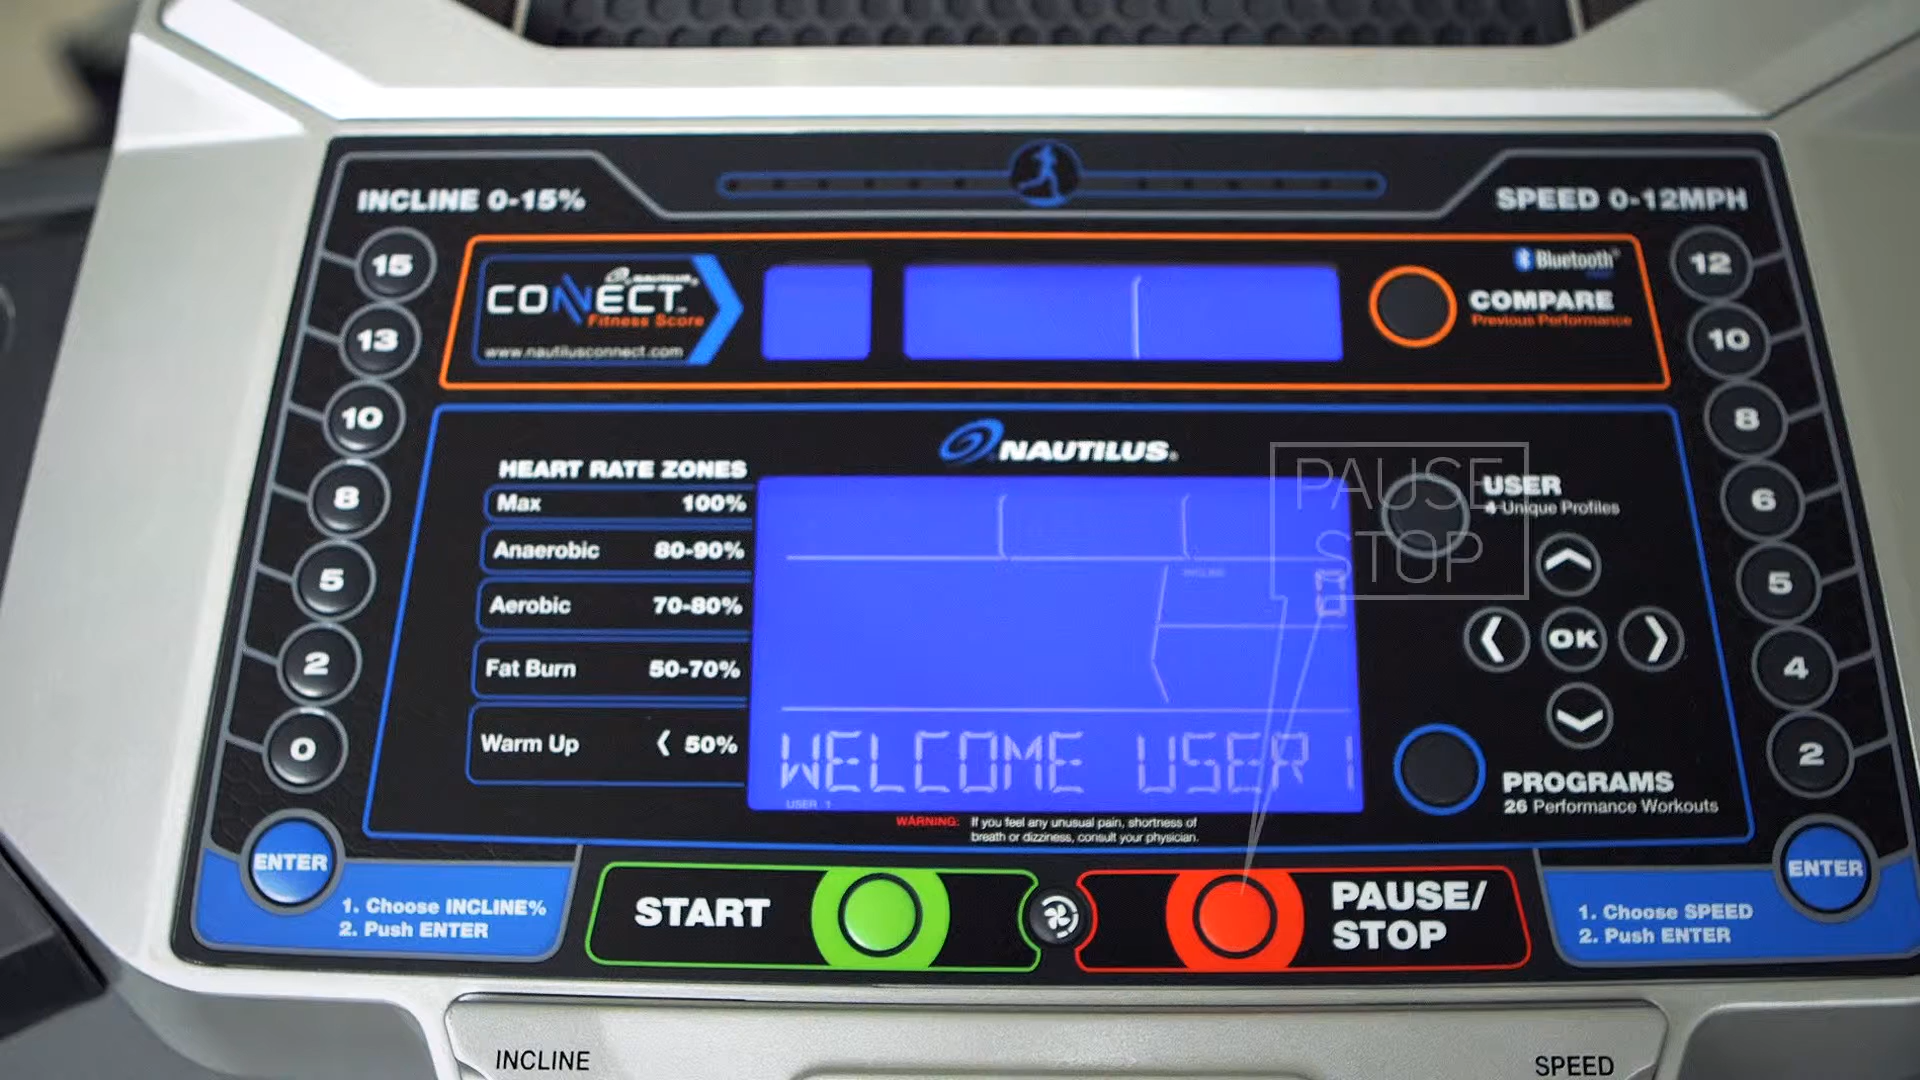 INCLINE 0-15%
SPEED 0-12MPH
15
13
10
8
5
2
0
ENTER
1. Choose INCLINE%
2. Push ENTER
NAUTILUS
CONNECT
Fitness Score
www.nautilusconnect.com
Bluetooth®
COMPARE
Previous Performance
NAUTILUS®
HEART RATE ZONES
Max 100%
Anaerobic 80-90%
Aerobic 70-80%
Fat Burn 50-70%
Warm Up < 50%
INCLINE
WELCOME USER 1
USER 1
PAUSE
STOP
USER
4 Unique Profiles
OK
PROGRAMS
26 Performance Workouts
WARNING: If you feel any unusual pain, shortness of
breath or dizziness, consult your physician.
START
PAUSE/
STOP
12
10
8
6
5
4
2
ENTER
1. Choose SPEED
2. Push ENTER
INCLINE
SPEED